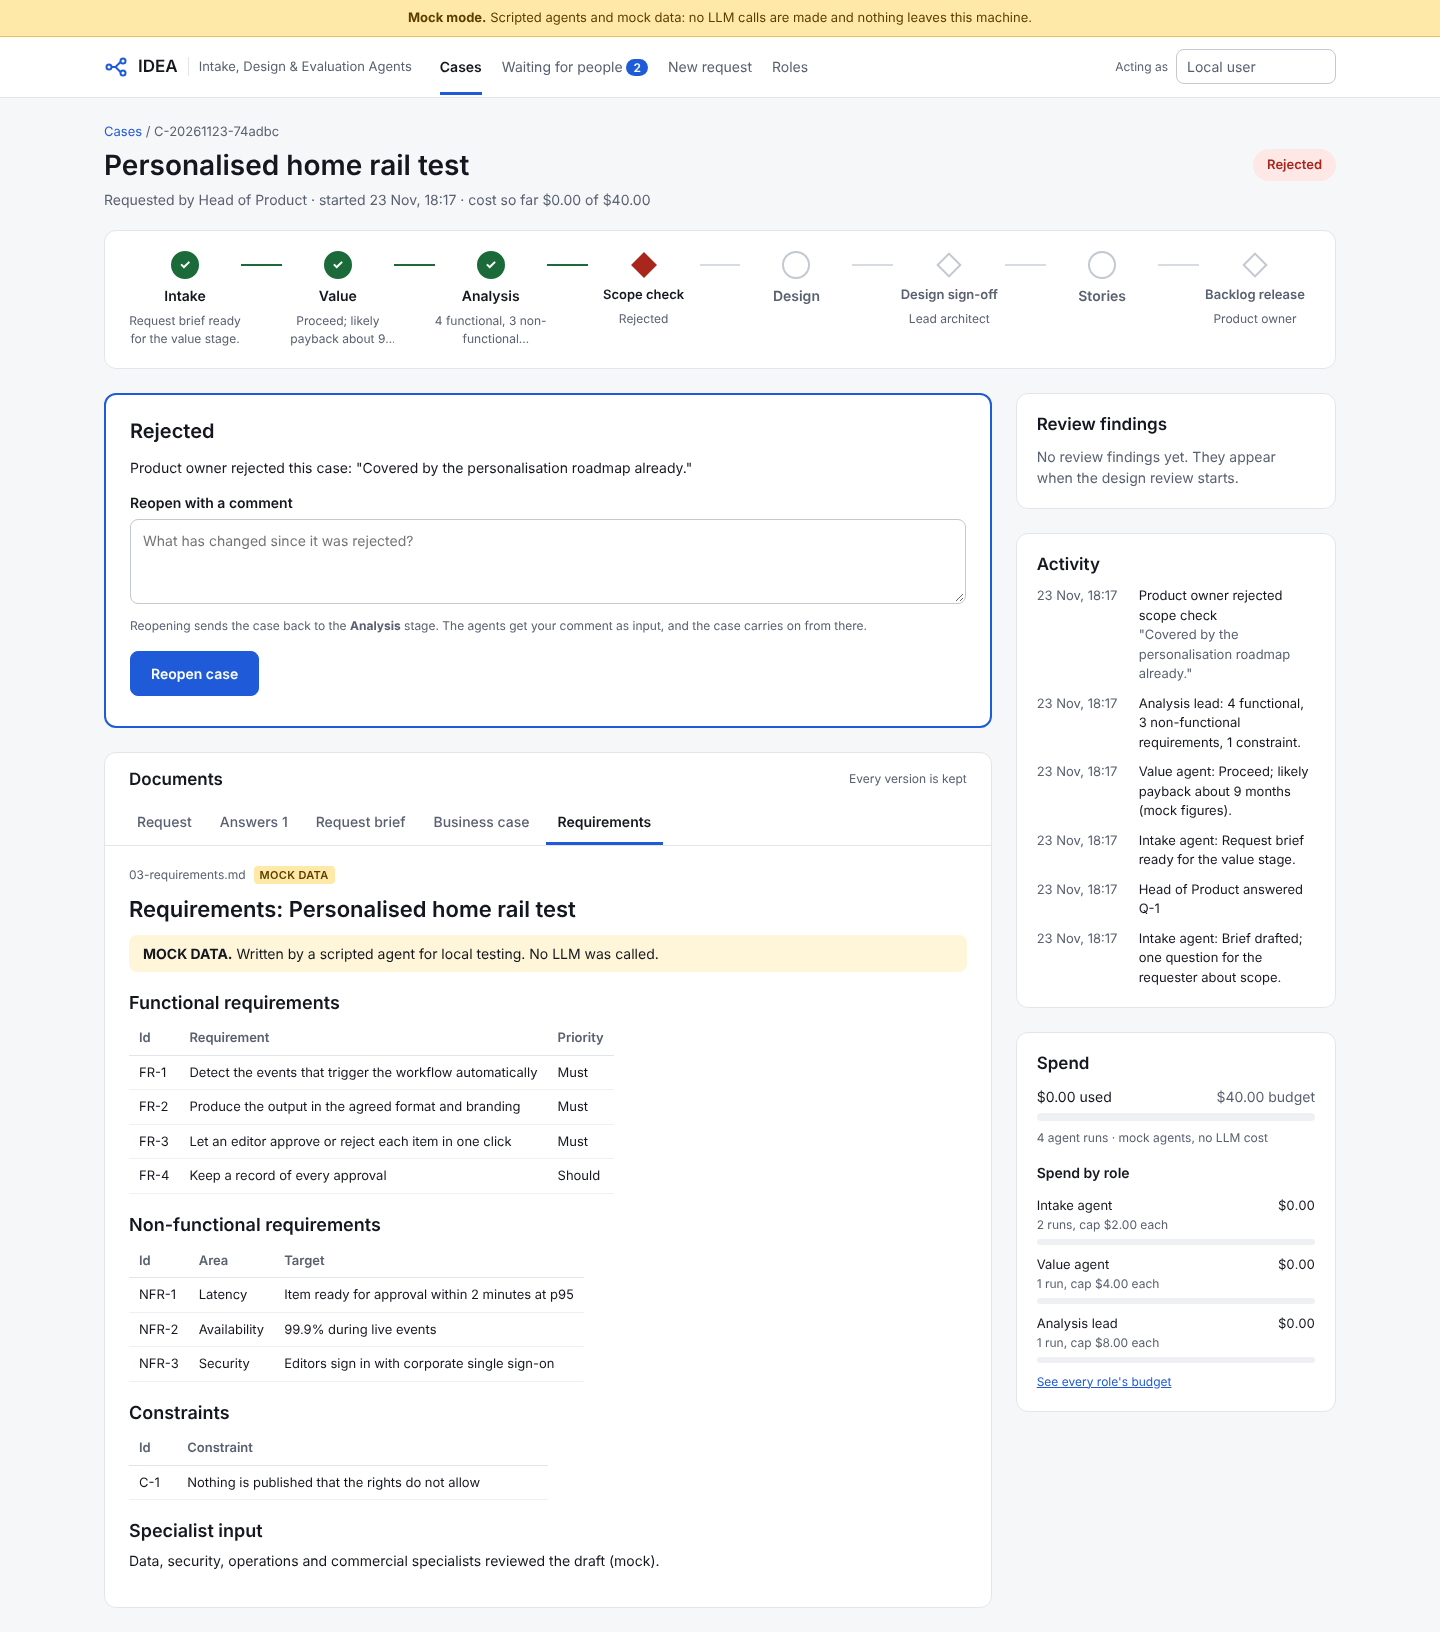 Mock mode. Scripted agents and mock data: no LLM calls are made and nothing leaves this machine.
IDEA
Intake, Design & Evaluation Agents
Cases
Waiting for people 2
New request
Roles
Acting as
Local user
Cases / C-20261123-74adbc
Personalised home rail test
Rejected
Requested by Head of Product · started 23 Nov, 18:17 · cost so far $0.00 of $40.00
Intake
Request brief ready
for the value stage.
Value
Proceed; likely
payback about 9...
Analysis
4 functional, 3 non-
functional...
Scope check
Rejected
Design
Design sign-off
Lead architect
Stories
Backlog release
Product owner
Rejected
Product owner rejected this case: "Covered by the personalisation roadmap already."
Reopen with a comment
What has changed since it was rejected?
Reopening sends the case back to the Analysis stage. The agents get your comment as input, and the case carries on from there.
Reopen case
Documents
Every version is kept
Request
Answers 1
Request brief
Business case
Requirements
03-requirements.md MOCK DATA
Requirements: Personalised home rail test
MOCK DATA. Written by a scripted agent for local testing. No LLM was called.
Functional requirements
Id Requirement Priority
FR-1 Detect the events that trigger the workflow automatically Must
FR-2 Produce the output in the agreed format and branding Must
FR-3 Let an editor approve or reject each item in one click Must
FR-4 Keep a record of every approval Should
Non-functional requirements
Id Area Target
NFR-1 Latency Item ready for approval within 2 minutes at p95
NFR-2 Availability 99.9% during live events
NFR-3 Security Editors sign in with corporate single sign-on
Constraints
Id Constraint
C-1 Nothing is published that the rights do not allow
Specialist input
Data, security, operations and commercial specialists reviewed the draft (mock).
Review findings
No review findings yet. They appear
when the design review starts.
Activity
23 Nov, 18:17 Product owner rejected
scope check
"Covered by the
personalisation roadmap
already."
23 Nov, 18:17 Analysis lead: 4 functional,
3 non-functional
requirements, 1 constraint.
23 Nov, 18:17 Value agent: Proceed; likely
payback about 9 months
(mock figures).
23 Nov, 18:17 Intake agent: Request brief
ready for the value stage.
23 Nov, 18:17 Head of Product answered
Q-1
23 Nov, 18:17 Intake agent: Brief drafted;
one question for the
requester about scope.
Spend
$0.00 used $40.00 budget
4 agent runs · mock agents, no LLM cost
Spend by role
Intake agent $0.00
2 runs, cap $2.00 each
Value agent $0.00
1 run, cap $4.00 each
Analysis lead $0.00
1 run, cap $8.00 each
See every role's budget